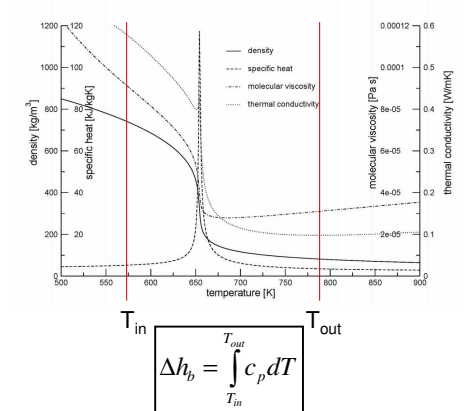 1200
120
0.00012
0.6
1000
100
0.0001
0.5
800
80
8e-05
0.4
600
60
6e-05
0.3
400
40
4e-05
0.2
200
20
2e-05
0.1
0
0
0
density [kg/m³]
specific heat [kJ/kgK]
density
specific heat
molecular viscosity
thermal conductivity
molecular viscosity [Pa s]
thermal conductivity [W/mK]
500 550 600 650 700 750 800 850 900
temperature [K]
T_in T_out
Δh_b = ∫_{T_in}^{T_out} c_p dT